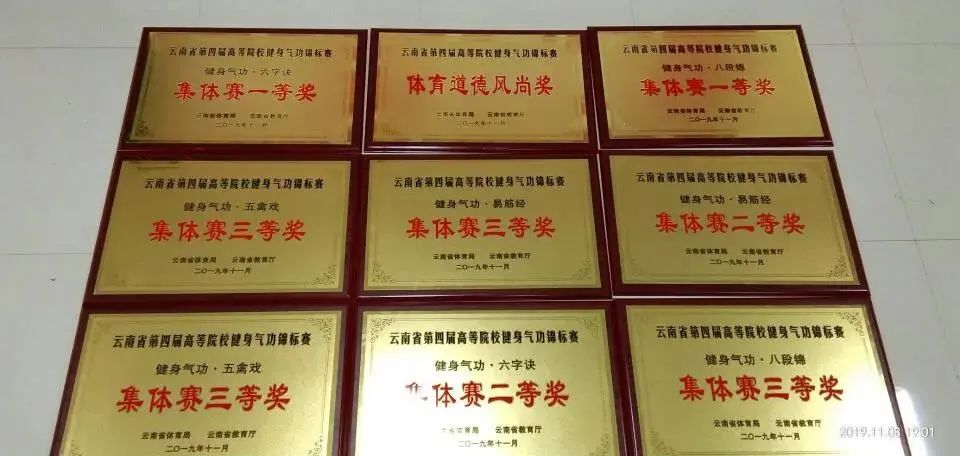 云南省第四届高等院校健身气功锦标赛
健身气功·六字诀
集体赛一等奖
云南省体育局 云南省教育厅
二〇一九年十一月
云南省第四届高等院校健身气功锦标赛
体育道德风尚奖
云南省体育局 云南省教育厅
二〇一九年十一月
云南省第四届高等院校健身气功锦标赛
健身气功·八段锦
集体赛一等奖
云南省体育局 云南省教育厅
二〇一九年十一月
云南省第四届高等院校健身气功锦标赛
健身气功·五禽戏
集体赛三等奖
云南省体育局 云南省教育厅
二〇一九年十一月
云南省第四届高等院校健身气功锦标赛
健身气功·易筋经
集体赛三等奖
云南省体育局 云南省教育厅
二〇一九年十一月
云南省第四届高等院校健身气功锦标赛
健身气功·易筋经
集体赛二等奖
云南省体育局 云南省教育厅
二〇一九年十一月
云南省第四届高等院校健身气功锦标赛
健身气功·五禽戏
集体赛三等奖
云南省体育局 云南省教育厅
二〇一九年十一月
云南省第四届高等院校健身气功锦标赛
健身气功·六字诀
集体赛二等奖
云南省体育局 云南省教育厅
二〇一九年十一月
云南省第四届高等院校健身气功锦标赛
健身气功·八段锦
集体赛三等奖
云南省体育局 云南省教育厅
二〇一九年十一月
2019.11.03 19:01